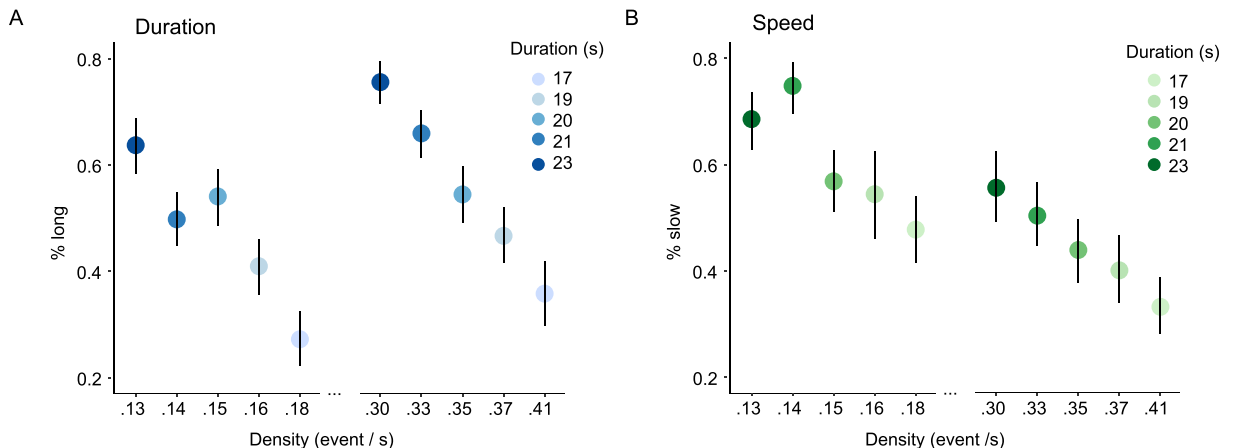 A
Duration
% long
0.8
0.6
0.4
0.2
Duration (s)
17
19
20
21
23
.13 .14 .15 .16 .18 ... .30 .33 .35 .37 .41
Density (event / s)
B
Speed
% slow
0.8
0.6
0.4
0.2
Duration (s)
17
19
20
21
23
.13 .14 .15 .16 .18 ... .30 .33 .35 .37 .41
Density (event /s)